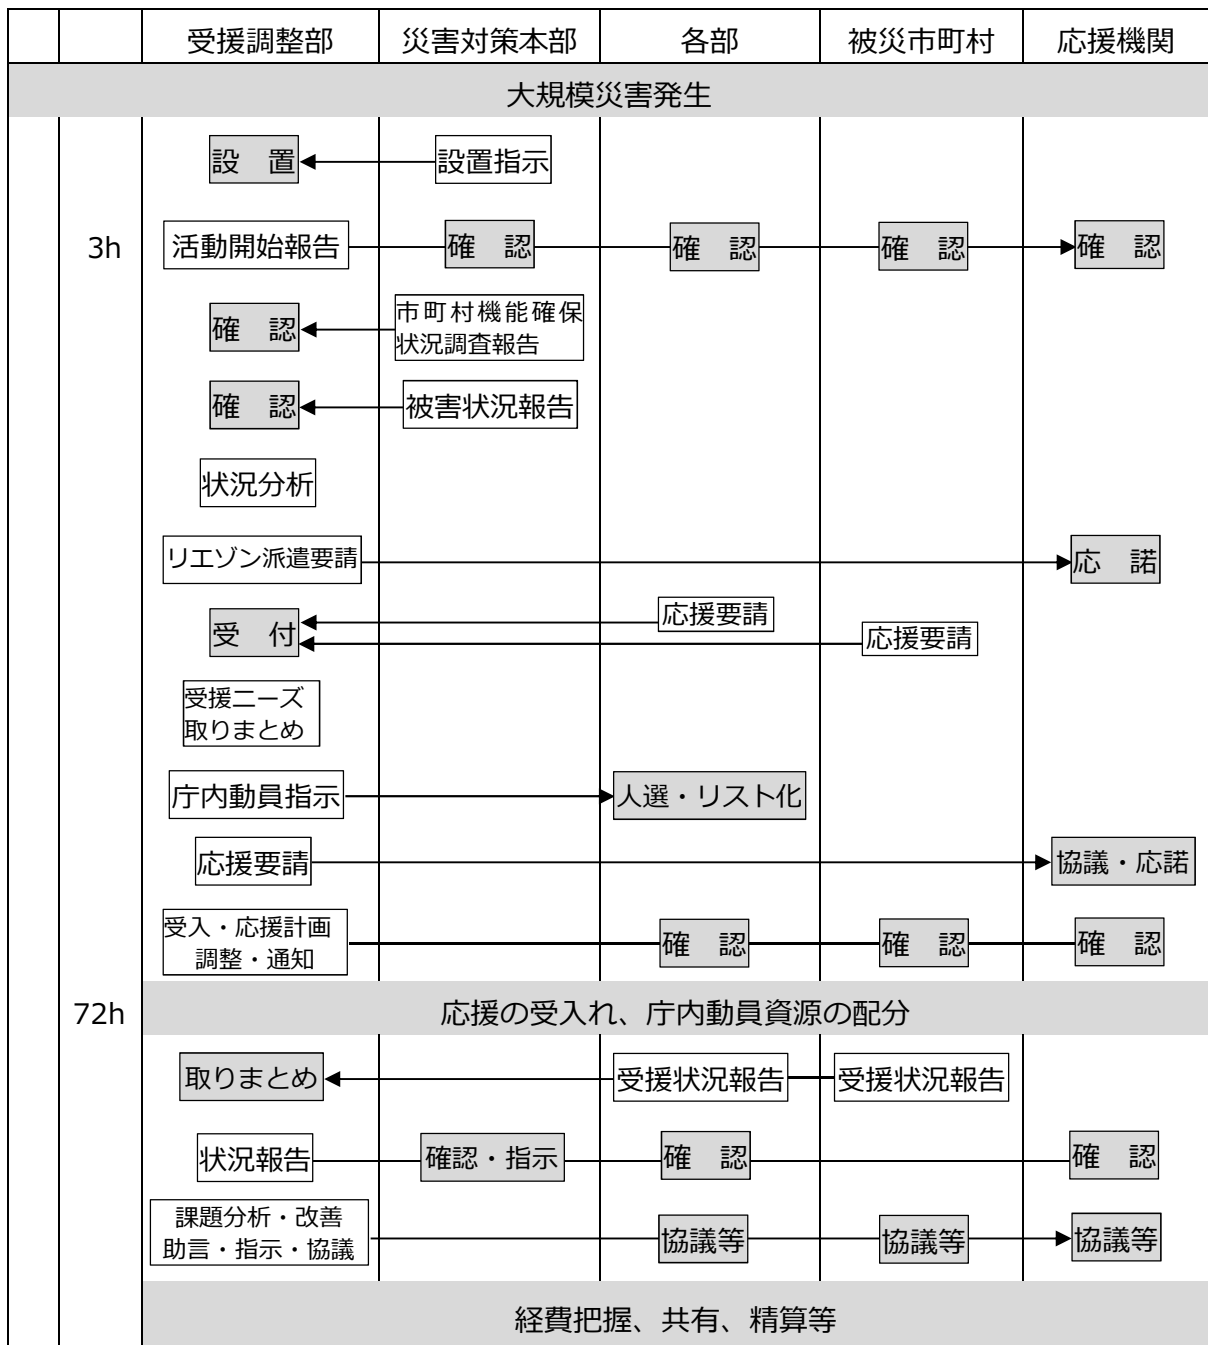 受援調整部 災害対策本部 各部 被災市町村 応援機関
大規模災害発生
設　置 設置指示
3h 活動開始報告 確　認 確　認 確　認 確　認
確　認 市町村機能確保
状況調査報告
確　認 被害状況報告
状況分析
リエゾン派遣要請 応　諾
受　付 応援要請 応援要請
受援ニーズ
取りまとめ
庁内動員指示 人選・リスト化
応援要請 協議・応諾
受入・応援計画
調整・通知 確　認 確　認 確　認
72h 応援の受入れ、庁内動員資源の配分
取りまとめ 受援状況報告 受援状況報告
状況報告 確認・指示 確　認 確　認
課題分析・改善
助言・指示・協議 協議等 協議等 協議等
経費把握、共有、精算等